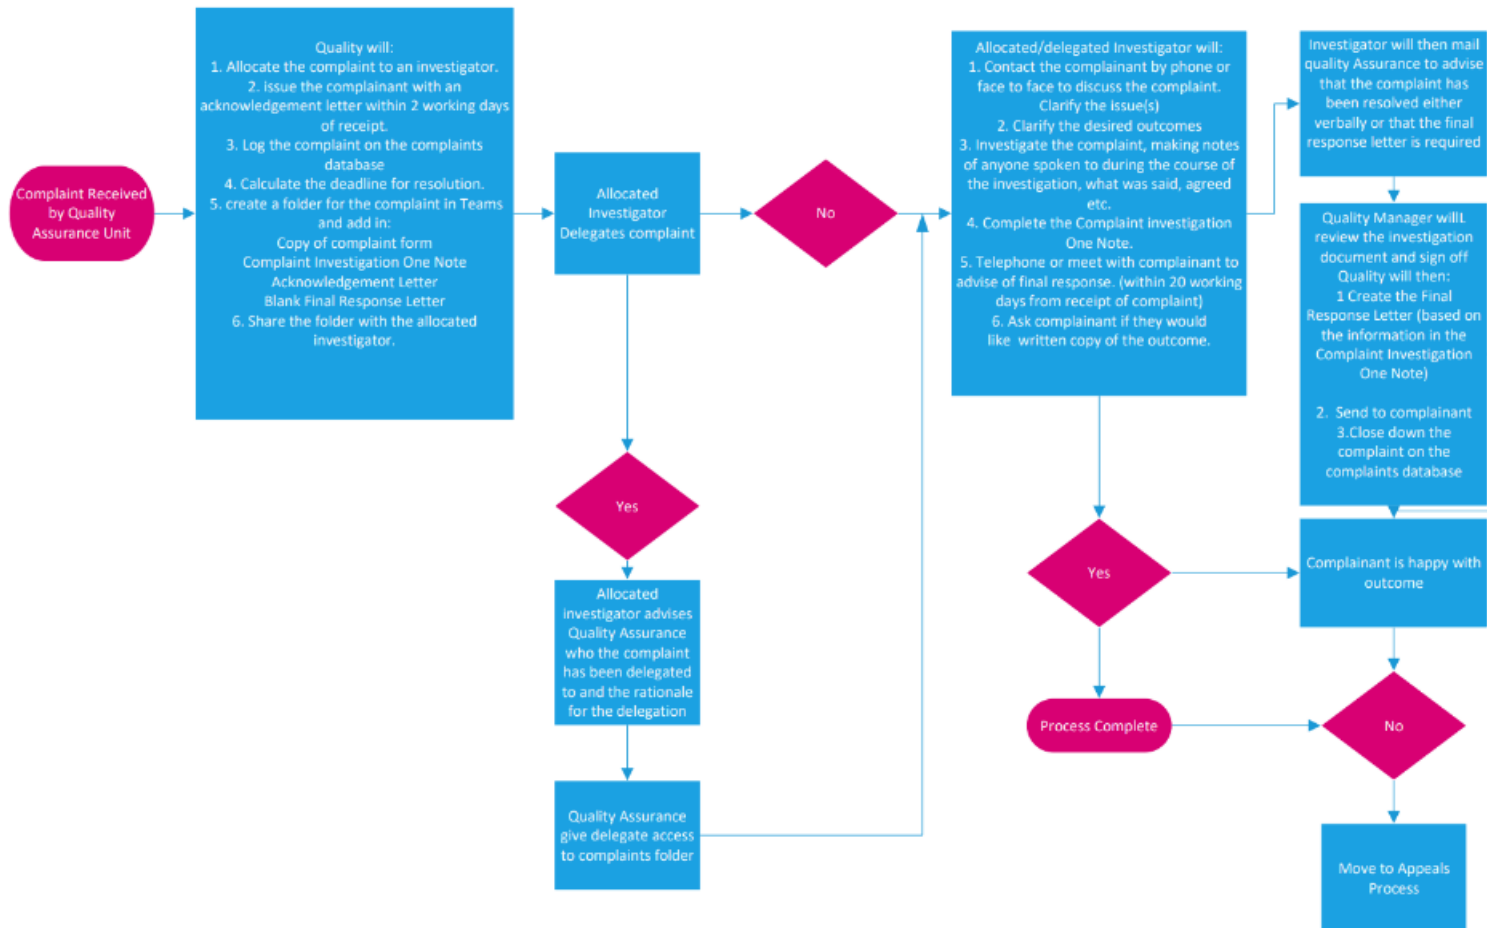 Complaint Received
by Quality
Assurance Unit
Quality will:
1. Allocate the complaint to an investigator.
2. issue the complainant with an
acknowledgement letter within 2 working days
of receipt.
3. Log the complaint on the complaints
database
4. Calculate the deadline for resolution.
5. create a folder for the complaint in Teams
and add in:
Copy of complaint form
Complaint Investigation One Note
Acknowledgement Letter
Blank Final Response Letter
6. Share the folder with the allocated
investigator.
Allocated
Investigator
Delegates complaint
No
Yes
Allocated
investigator advises
Quality Assurance
who the complaint
has been delegated
to and the rationale
for the delegation
Quality Assurance
give delegate access
to complaints folder
Allocated/delegated Investigator will:
1. Contact the complainant by phone or
face to face to discuss the complaint.
Clarify the issue(s)
2. Clarify the desired outcomes
3. Investigate the complaint, making notes
of anyone spoken to during the course of
the investigation, what was said, agreed
etc.
4. Complete the Complaint investigation
One Note.
5. Telephone or meet with complainant to
advise of final response. (within 20 working
days from receipt of complaint)
6. Ask complainant if they would
like written copy of the outcome.
Investigator will then mail
quality Assurance to advise
that the complaint has
been resolved either
verbally or that the final
response letter is required
Quality Manager willL
review the investigation
document and sign off
Quality will then:
1 Create the Final
Response Letter (based on
the information in the
Complaint Investigation
One Note)
2. Send to complainant
3.Close down the
complaint on the
complaints database
Yes
Complainant is happy with
outcome
Process Complete
No
Move to Appeals
Process